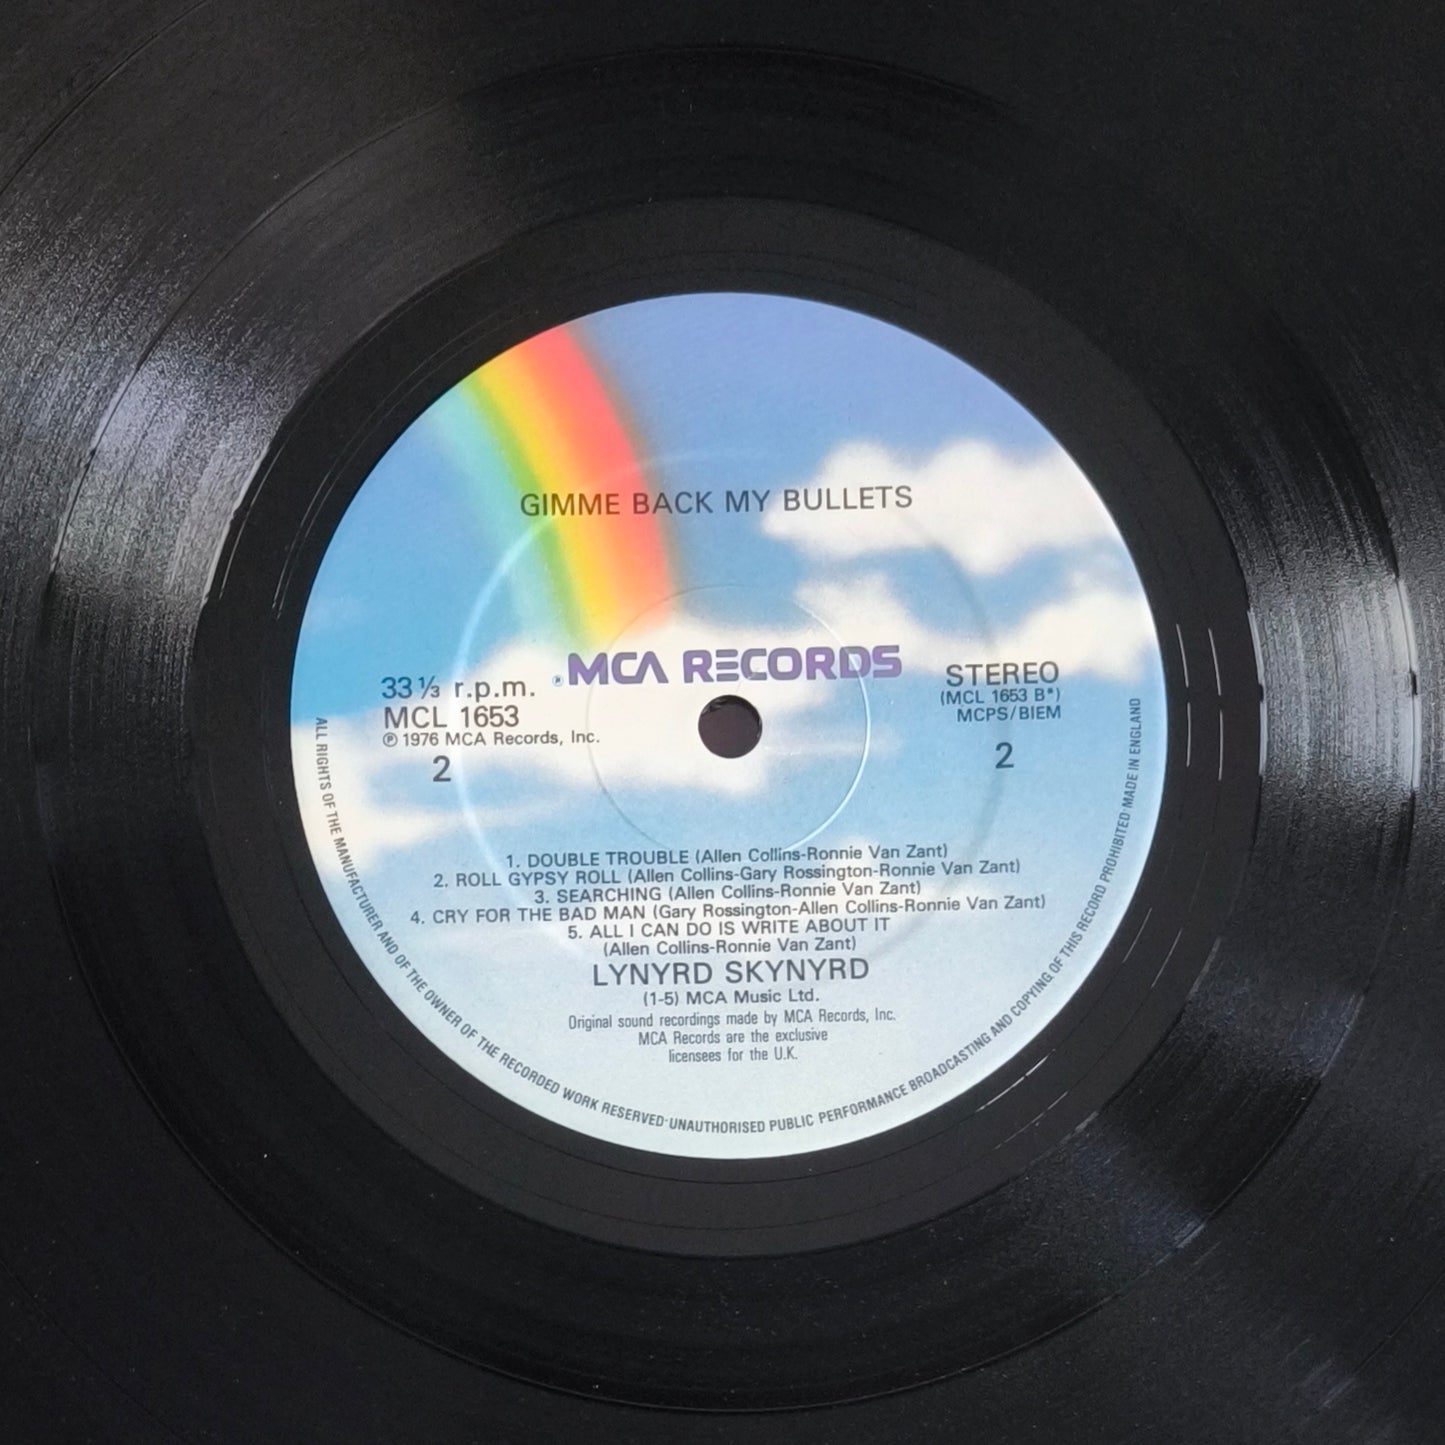 GIMME BACK MY BULLETS
MCA RECORDS
33⅓ r.p.m.
MCL 1653
℗ 1976 MCA Records, Inc.
2
STEREO
(MCL 1653 B*)
MCPS/BIEM
2
1. DOUBLE TROUBLE (Allen Collins-Ronnie Van Zant)
2. ROLL GYPSY ROLL (Allen Collins-Gary Rossington-Ronnie Van Zant)
3. SEARCHING (Allen Collins-Ronnie Van Zant)
4. CRY FOR THE BAD MAN (Gary Rossington-Allen Collins-Ronnie Van Zant)
5. ALL I CAN DO IS WRITE ABOUT IT
(Allen Collins-Ronnie Van Zant)
LYNYRD SKYNYRD
(1-5) MCA Music Ltd.
Original sound recordings made by MCA Records, Inc.
MCA Records are the exclusive
licensees for the U.K.
ALL RIGHTS OF THE MANUFACTURER AND OF THE OWNER OF THE RECORDED WORK RESERVED·UNAUTHORISED PUBLIC PERFORMANCE BROADCASTING AND COPYING OF THIS RECORD PROHIBITED·MADE IN ENGLAND